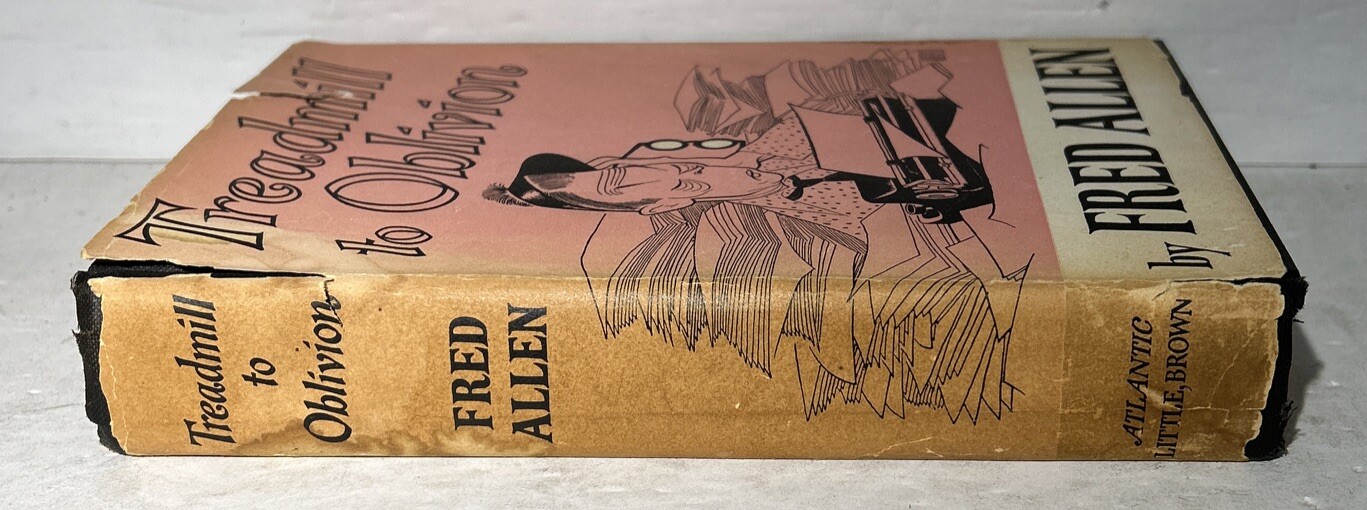 Treadmill
to Oblivion
by FRED ALLEN
Treadmill
to
Oblivion
FRED
ALLEN
ATLANTIC
LITTLE, BROWN